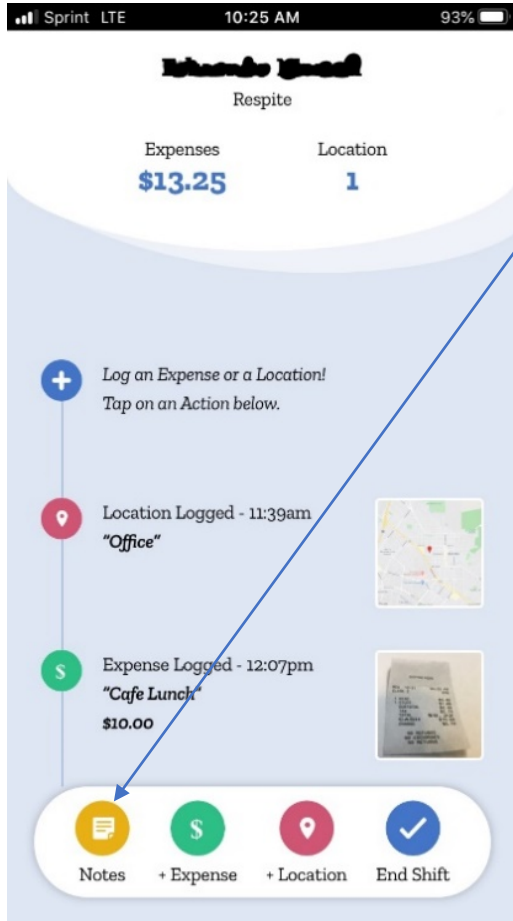 Sprint LTE 10:25 AM 93%
Respite
Expenses Location
$13.25 1
Log an Expense or a Location!
Tap on an Action below.
Location Logged - 11:39am
“Office”
Expense Logged - 12:07pm
“Cafe Lunch”
$10.00
$ $
Notes + Expense + Location End Shift